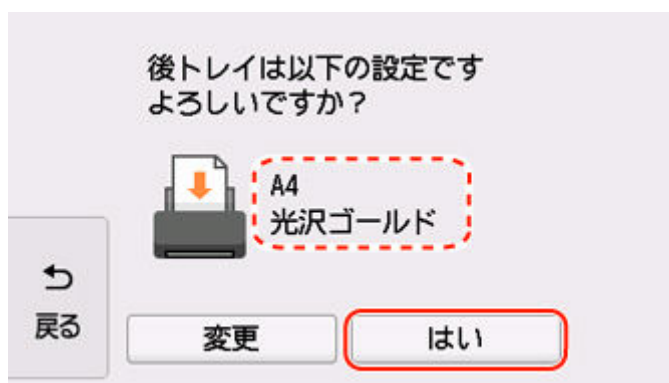 後トレイは以下の設定です
よろしいですか？
A4
光沢ゴールド
戻る
変更
はい